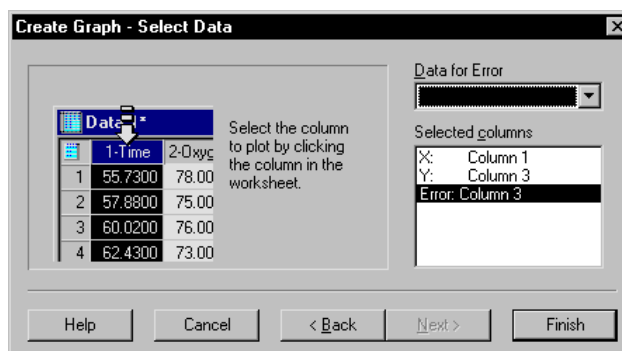 Create Graph - Select Data
Data for Error
Data *
1-Time 2-Oxyg
1 55.7300 78.00
2 57.8800 75.00
3 60.0200 76.00
4 62.4300 73.00
Select the column
to plot by clicking
the column in the
worksheet.
Selected columns
X: Column 1
Y: Column 3
Error: Column 3
Help Cancel < Back Next > Finish